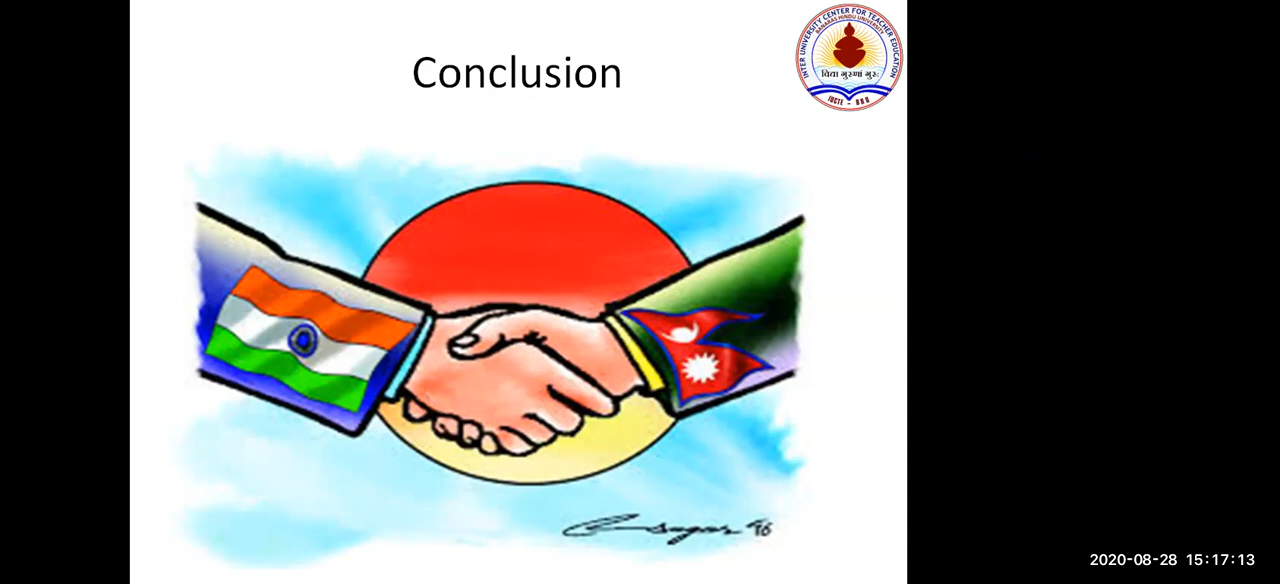 Conclusion
INTER UNIVERSITY CENTER FOR TEACHER EDUCATION
BANARAS HINDU UNIVERSITY
विद्या गुरुणां गुरुः
IUCTE - BHU
2020-08-28 15:17:13